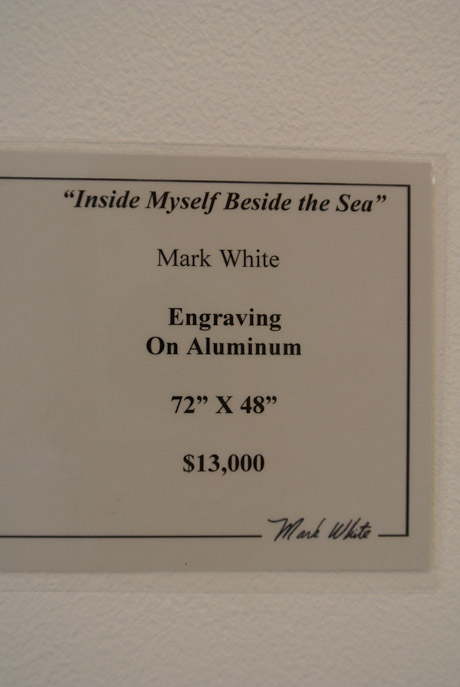 “Inside Myself Beside the Sea”
Mark White
Engraving
On Aluminum
72” X 48”
$13,000
Mark White